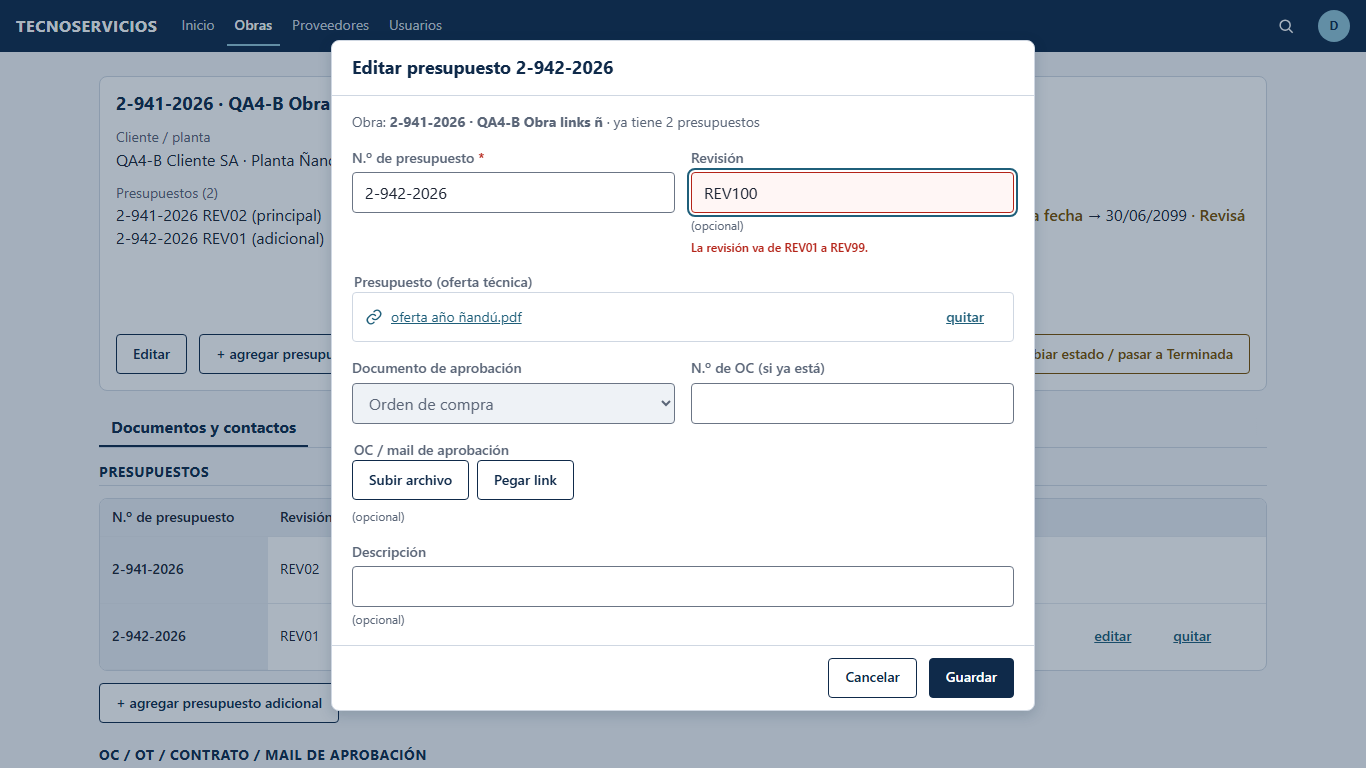 TECNOSERVICIOS Inicio Obras Proveedores Usuarios D
Editar presupuesto 2-942-2026
Obra: 2-941-2026 · QA4-B Obra links ñ · ya tiene 2 presupuestos
N.º de presupuesto * Revisión
2-942-2026 REV100
(opcional)
La revisión va de REV01 a REV99.
Presupuesto (oferta técnica)
oferta año ñandú.pdf quitar
Documento de aprobación N.º de OC (si ya está)
Orden de compra
OC / mail de aprobación
Subir archivo Pegar link
(opcional)
Descripción
(opcional)
Cancelar Guardar
2-941-2026 · QA4-B Obra
Cliente / planta
QA4-B Cliente SA · Planta
Presupuestos (2)
2-941-2026 REV02 (principal)
2-942-2026 REV01 (adicional)
fecha → 30/06/2099 · Revisá
Editar + agregar
estado / pasar a Terminada
Documentos y contactos
PRESUPUESTOS
N.º de presupuesto Revisión
2-941-2026 REV02
2-942-2026 REV01 editar quitar
+ agregar presupuesto adicional
OC / OT / CONTRATO / MAIL DE APROBACIÓN